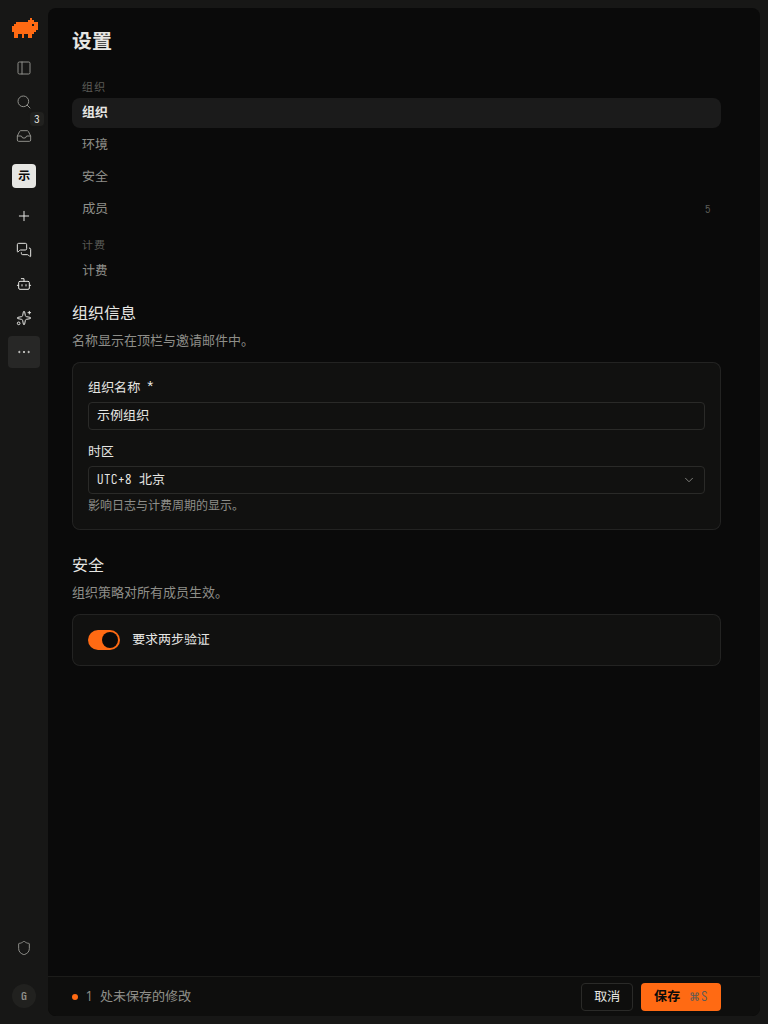 设置
组织
组织
环境
安全
成员 5
计费
计费
组织信息
名称显示在顶栏与邀请邮件中。
组织名称 *
示例组织
时区
UTC+8 北京
影响日志与计费周期的显示。
安全
组织策略对所有成员生效。
要求两步验证
3
示
G
1 处未保存的修改
取消
保存 ⌘S